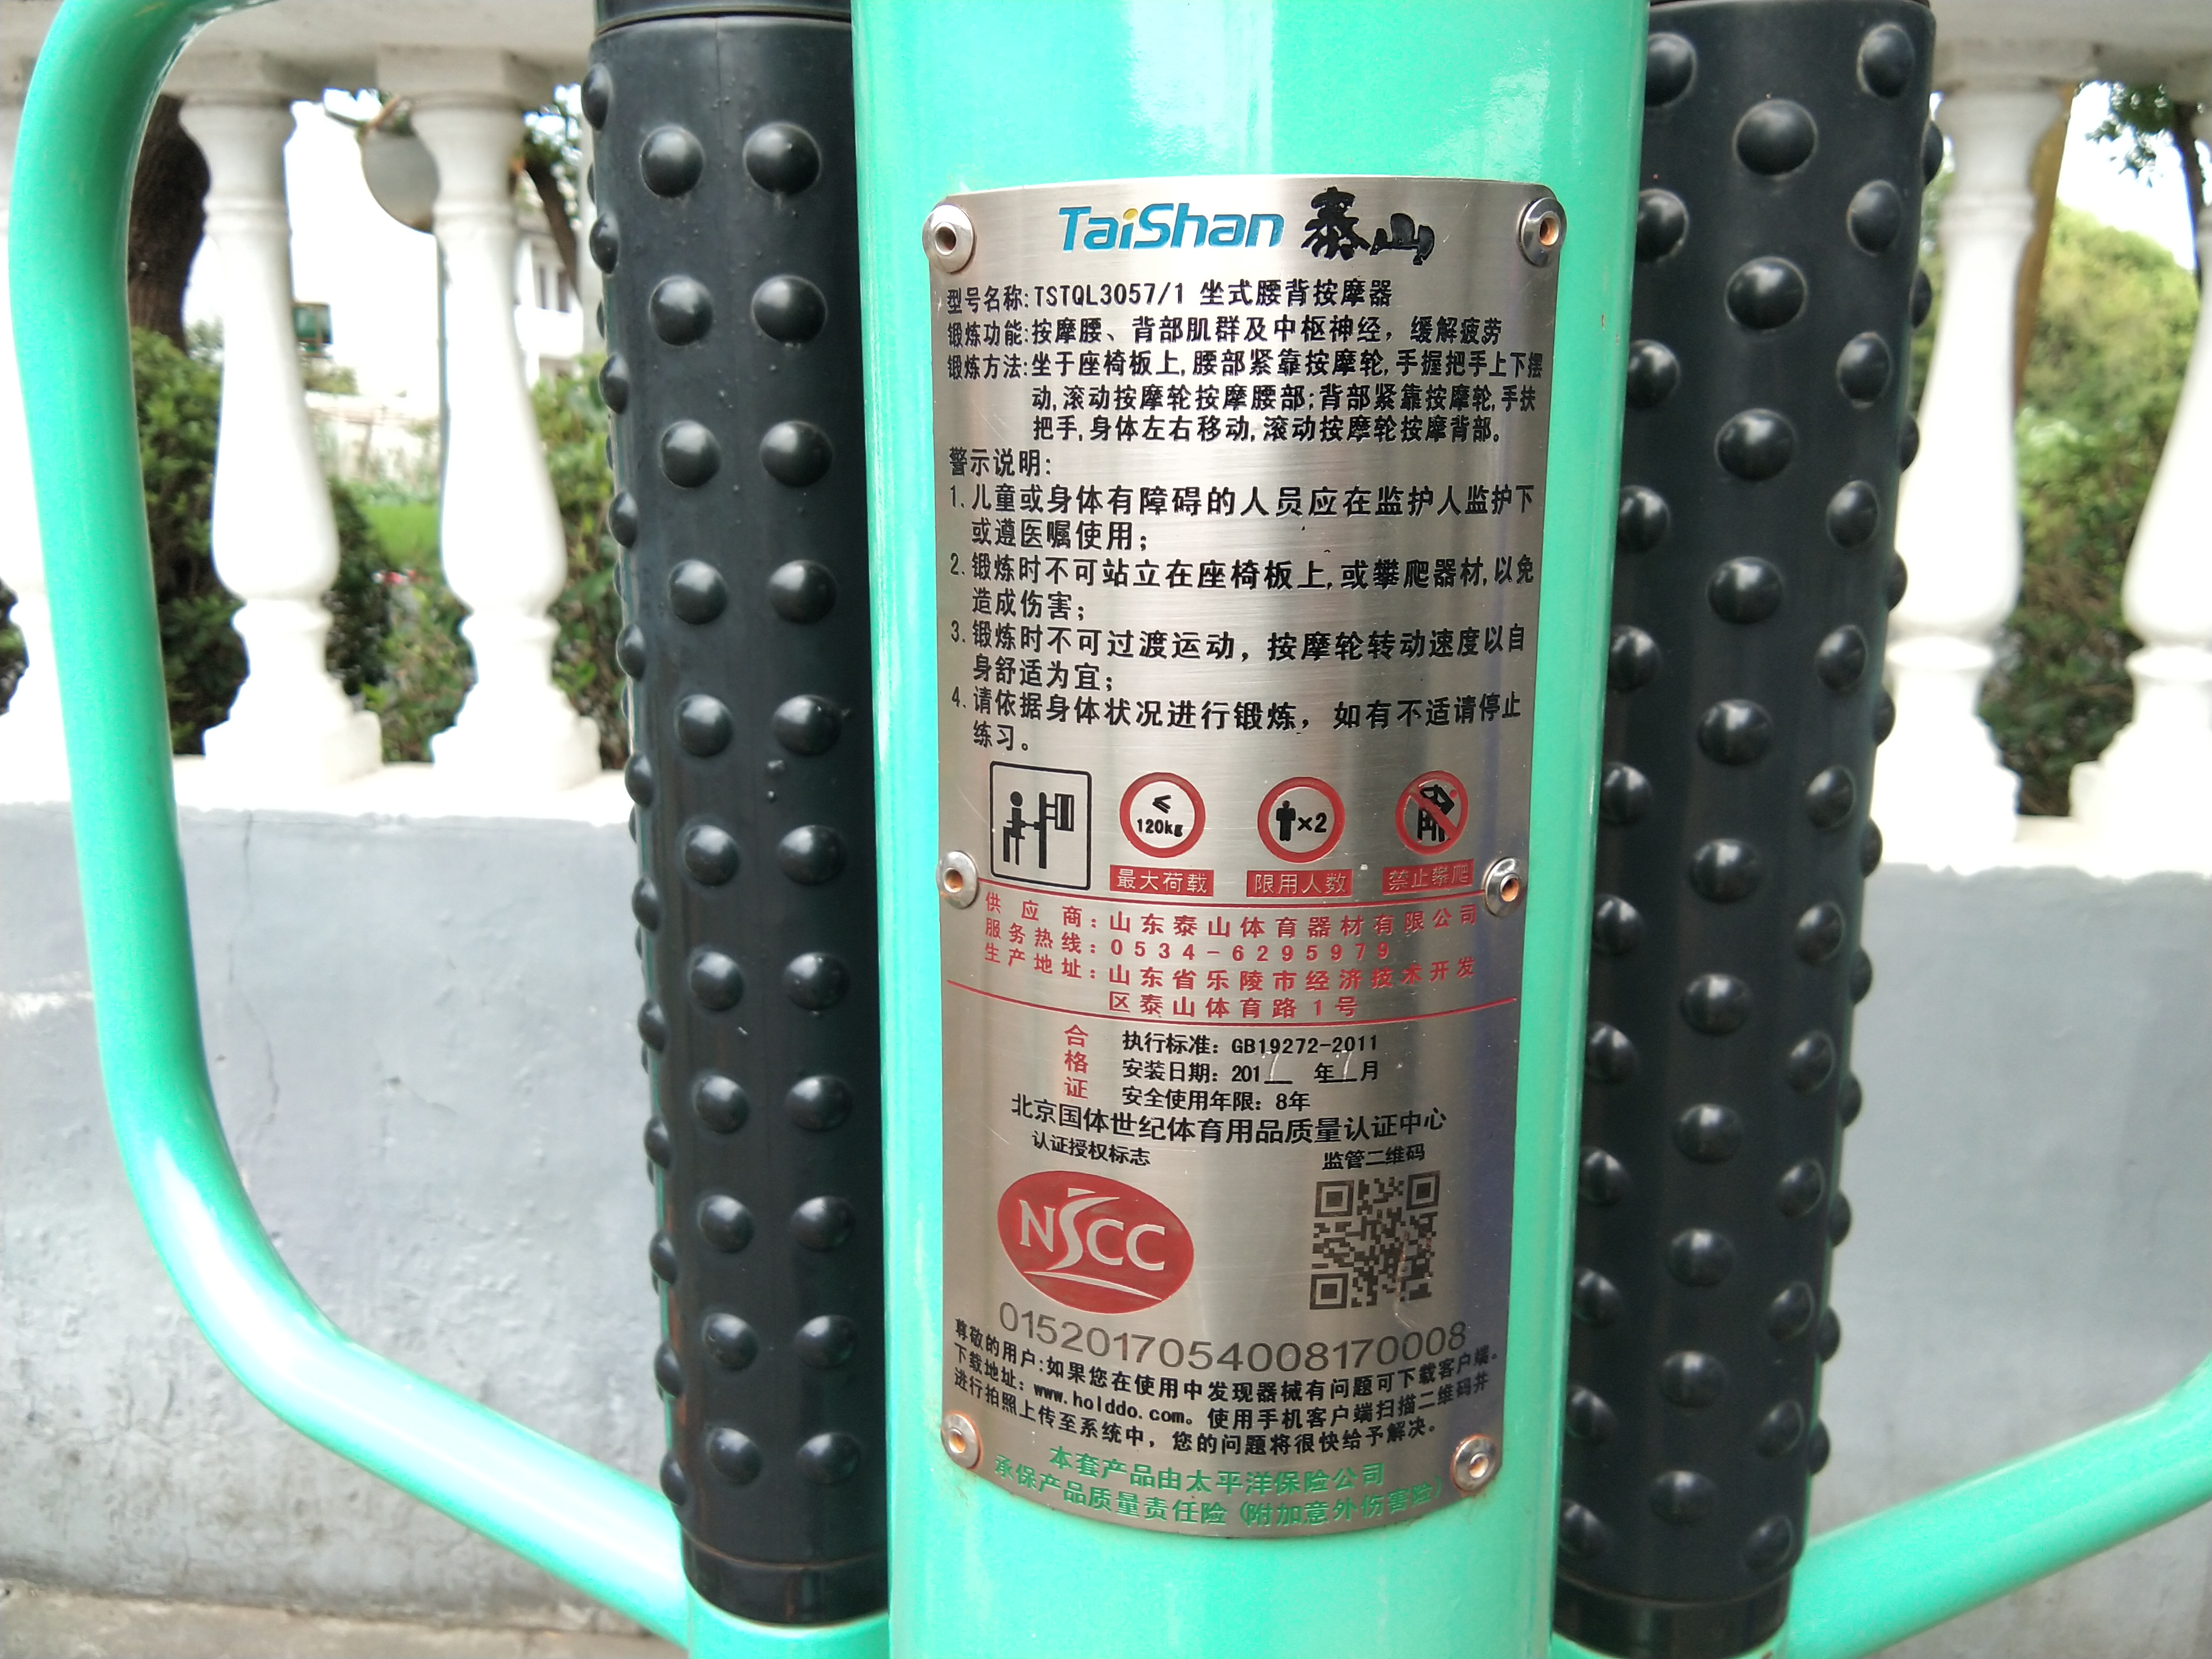 TaiShan 泰山
型号名称:TSTQL3057/1 坐式腰背按摩器
锻炼功能:按摩腰、背部肌群及中枢神经，缓解疲劳
锻炼方法:坐于座椅板上,腰部紧靠按摩轮,手握把手上下摆
动,滚动按摩轮按摩腰部;背部紧靠按摩轮,手扶
把手,身体左右移动,滚动按摩轮按摩背部。
警示说明:
1.儿童或身体有障碍的人员应在监护人监护下
或遵医嘱使用;
2.锻炼时不可站立在座椅板上,或攀爬器材,以免
造成伤害;
3.锻炼时不可过渡运动，按摩轮转动速度以自
身舒适为宜;
4.请依据身体状况进行锻炼，如有不适请停止
练习。
≤
120kg
×2
最大荷载 限用人数 禁止攀爬
供应商:山东泰山体育器材有限公司
服务热线:0534-6295979
生产地址:山东省乐陵市经济技术开发
区泰山体育路1号
合格证
执行标准: GB19272-2011
安装日期: 2017年7月
安全使用年限: 8年
北京国体世纪体育用品质量认证中心
认证授权标志 监管二维码
NSCC
0152017054008170008
尊敬的用户:如果您在使用中发现器械有问题可下载客户端。
下载地址: www.holddo.com。使用手机客户端扫描二维码并
进行拍照上传至系统中，您的问题将很快给予解决。
本套产品由太平洋保险公司
承保产品质量责任险(附加意外伤害险)